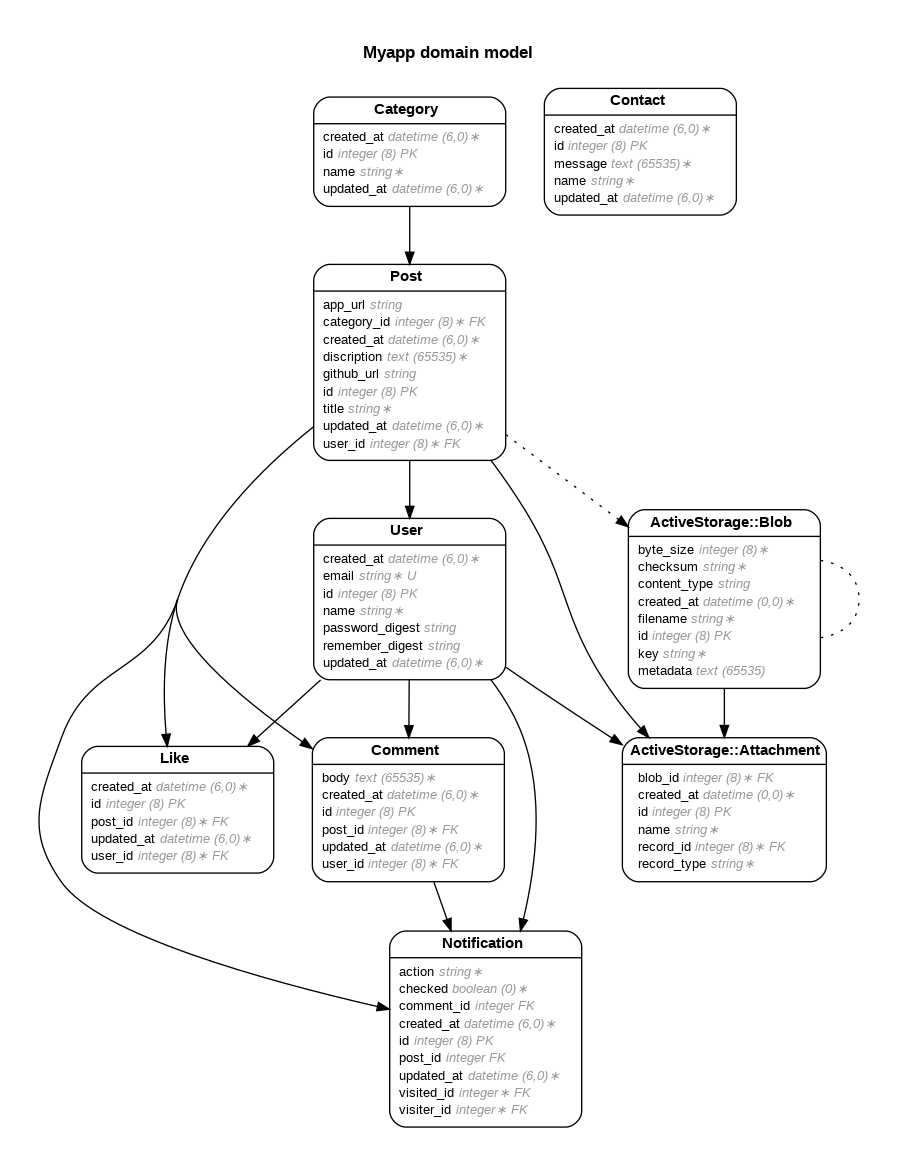 Myapp domain model
Category
created_at datetime (6,0)∗
id integer (8) PK
name string∗
updated_at datetime (6,0)∗
Contact
created_at datetime (6,0)∗
id integer (8) PK
message text (65535)∗
name string∗
updated_at datetime (6,0)∗
Post
app_url string
category_id integer (8)∗ FK
created_at datetime (6,0)∗
discription text (65535)∗
github_url string
id integer (8) PK
title string∗
updated_at datetime (6,0)∗
user_id integer (8)∗ FK
User
created_at datetime (6,0)∗
email string∗ U
id integer (8) PK
name string∗
password_digest string
remember_digest string
updated_at datetime (6,0)∗
ActiveStorage::Blob
byte_size integer (8)∗
checksum string∗
content_type string
created_at datetime (0,0)∗
filename string∗
id integer (8) PK
key string∗
metadata text (65535)
Like
created_at datetime (6,0)∗
id integer (8) PK
post_id integer (8)∗ FK
updated_at datetime (6,0)∗
user_id integer (8)∗ FK
Comment
body text (65535)∗
created_at datetime (6,0)∗
id integer (8) PK
post_id integer (8)∗ FK
updated_at datetime (6,0)∗
user_id integer (8)∗ FK
ActiveStorage::Attachment
blob_id integer (8)∗ FK
created_at datetime (0,0)∗
id integer (8) PK
name string∗
record_id integer (8)∗ FK
record_type string∗
Notification
action string∗
checked boolean (0)∗
comment_id integer FK
created_at datetime (6,0)∗
id integer (8) PK
post_id integer FK
updated_at datetime (6,0)∗
visited_id integer∗ FK
visiter_id integer∗ FK